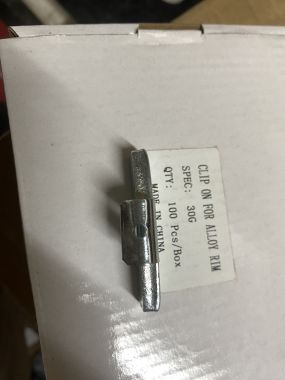 CLIP ON FOR ALLOY RIM
SPEC: 30G
QTY: 100 Pcs/Box
MADE IN CHINA